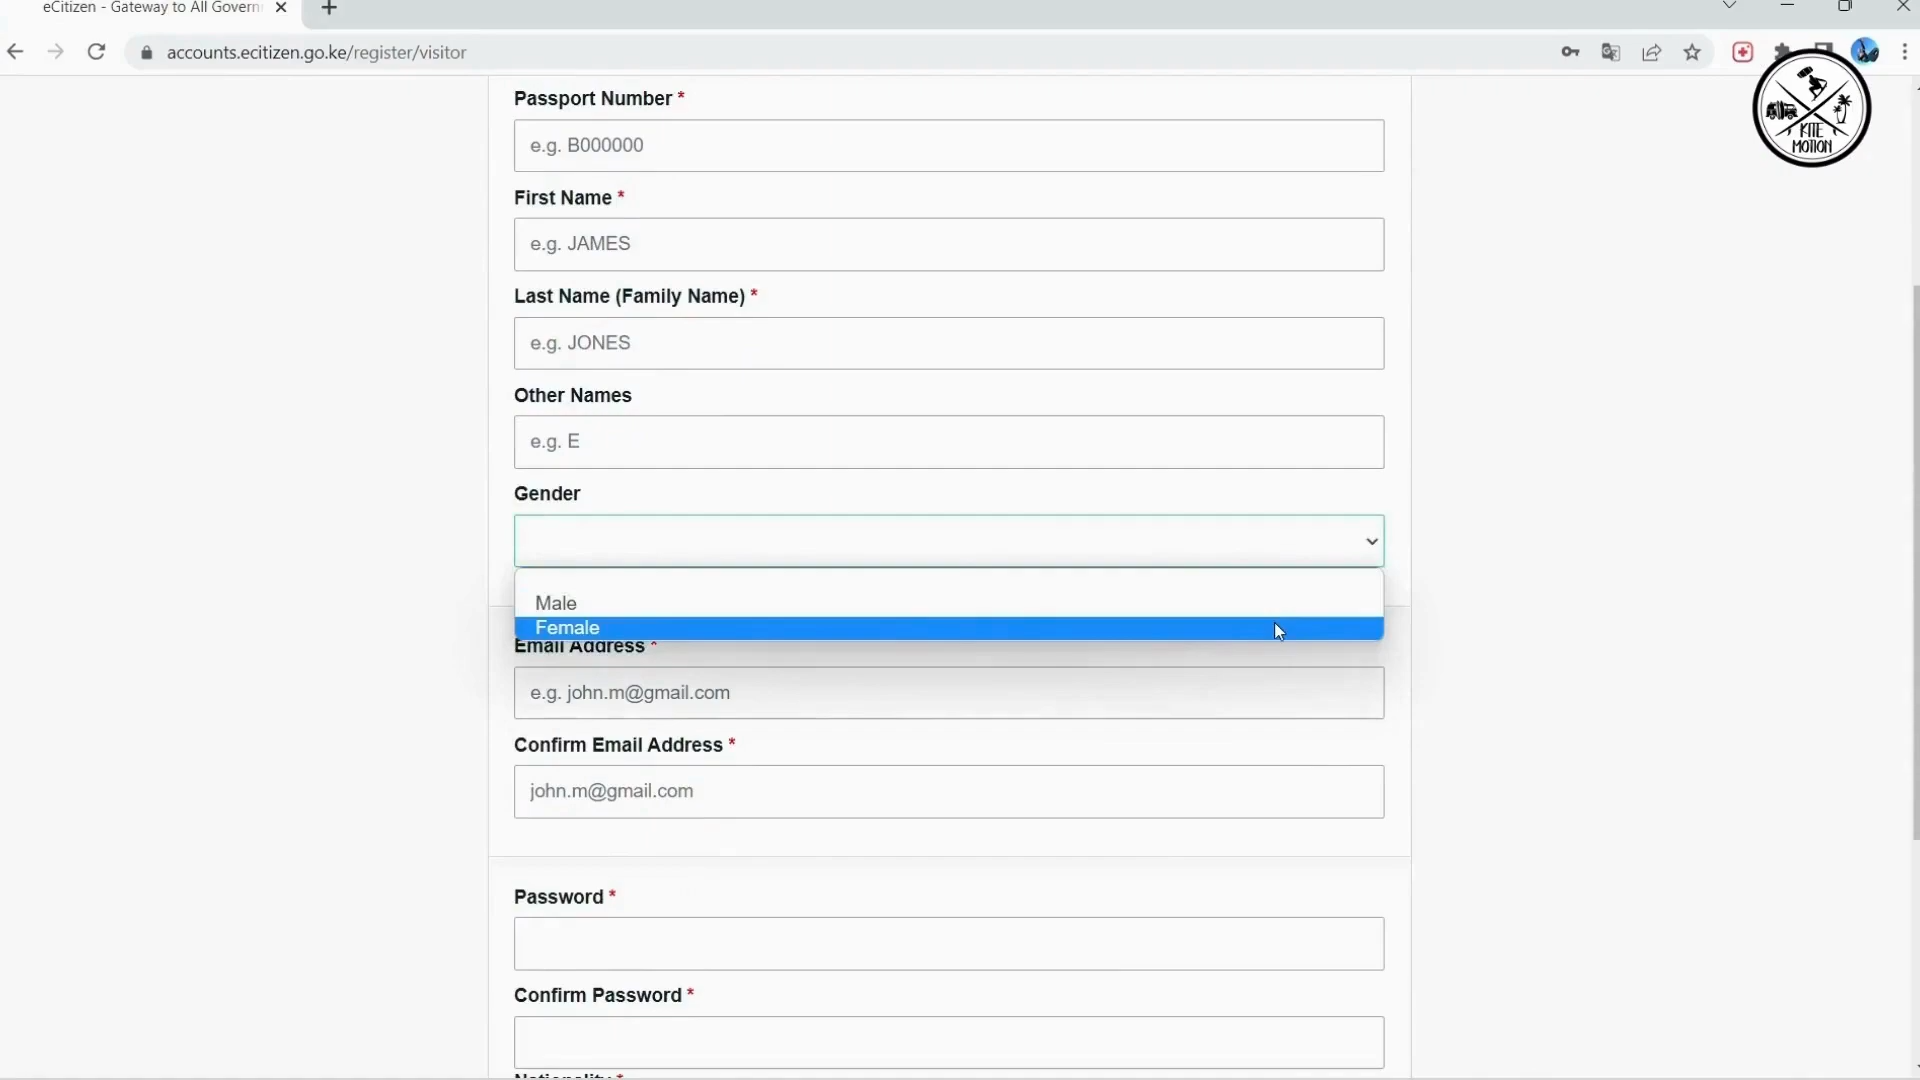 eCitizen - Gateway to All Govern
accounts.ecitizen.go.ke/register/visitor
KITE
MOTION
Passport Number *
e.g. B000000
First Name *
e.g. JAMES
Last Name (Family Name) *
e.g. JONES
Other Names
e.g. E
Gender
Male
Female
Email Address *
e.g. john.m@gmail.com
Confirm Email Address *
john.m@gmail.com
Password *
Confirm Password *
Nationality *